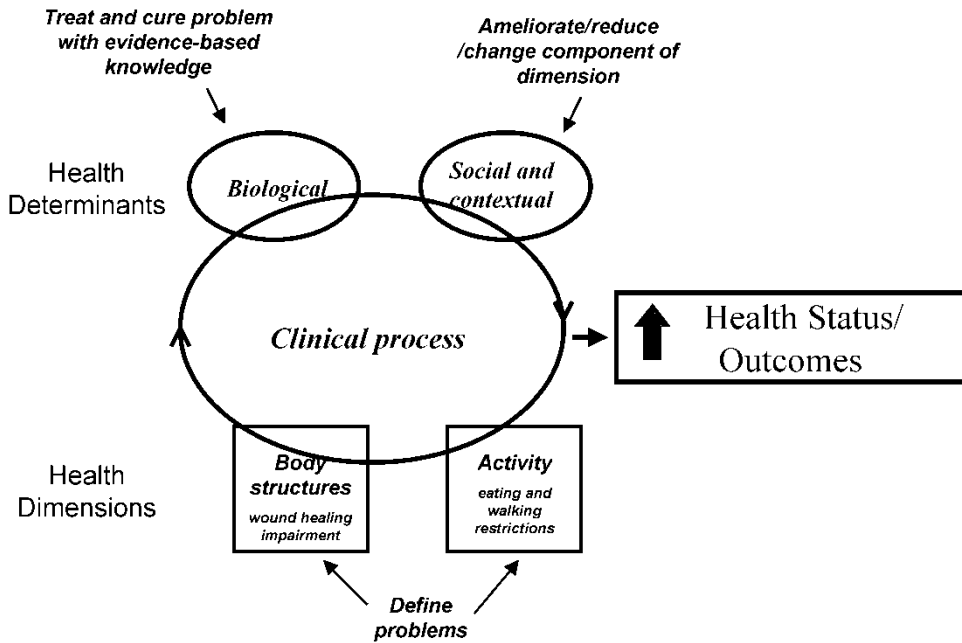 Treat and cure problem
with evidence-based
knowledge
Ameliorate/reduce
/change component of
dimension
Health
Determinants
Biological
Social and
contextual
Clinical process
Health Status/
Outcomes
Health
Dimensions
Body
structures
wound healing
impairment
Activity
eating and
walking
restrictions
Define
problems